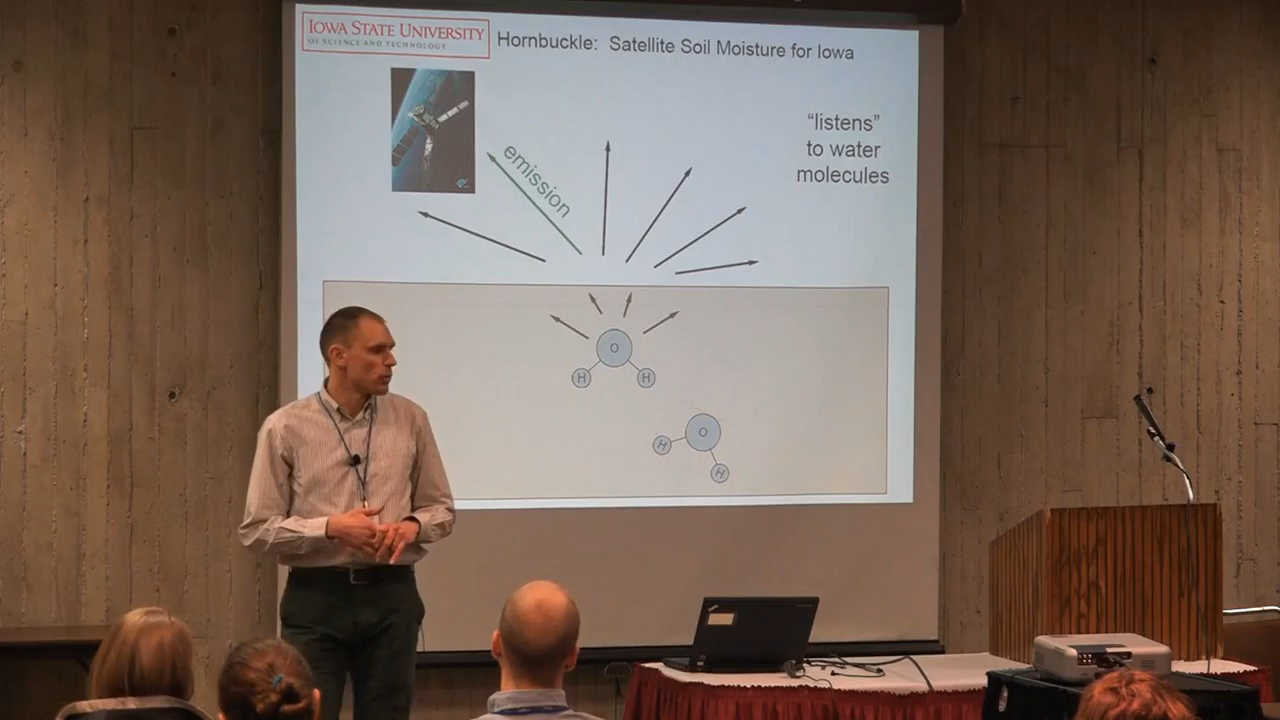 IOWA STATE UNIVERSITY
OF SCIENCE AND TECHNOLOGY
Hornbuckle: Satellite Soil Moisture for Iowa
"listens"
to water
molecules
emission
O
H
H
O
H
H